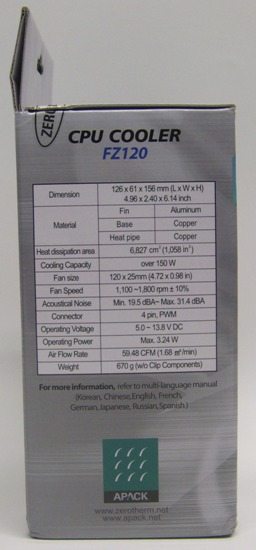 ZERO
CPU COOLER
FZ120
Dimension 126 x 61 x 156 mm (L x W x H)
4.96 x 2.40 x 6.14 inch
Material Fin Aluminum
Base Copper
Heat pipe Copper
Heat dissipation area 6,827 cm² (1,058 in²)
Cooling Capacity over 150 W
Fan size 120 x 25mm (4.72 x 0.98 in)
Fan Speed 1,100 ~1,800 rpm ± 10%
Acoustical Noise Min. 19.5 dBA~ Max. 31.4 dBA
Connector 4 pin, PWM
Operating Voltage 5.0 ~ 13.8 V DC
Operating Power Max. 3.24 W
Air Flow Rate 59.48 CFM (1.68 ㎥/min)
Weight 670 g (w/o Clip Components)
For more information, refer to multi-language manual
(Korean, Chinese, English, French,
German, Japanese, Russian, Spanish.)
APACK
www.zerotherm.net
www.apack.net